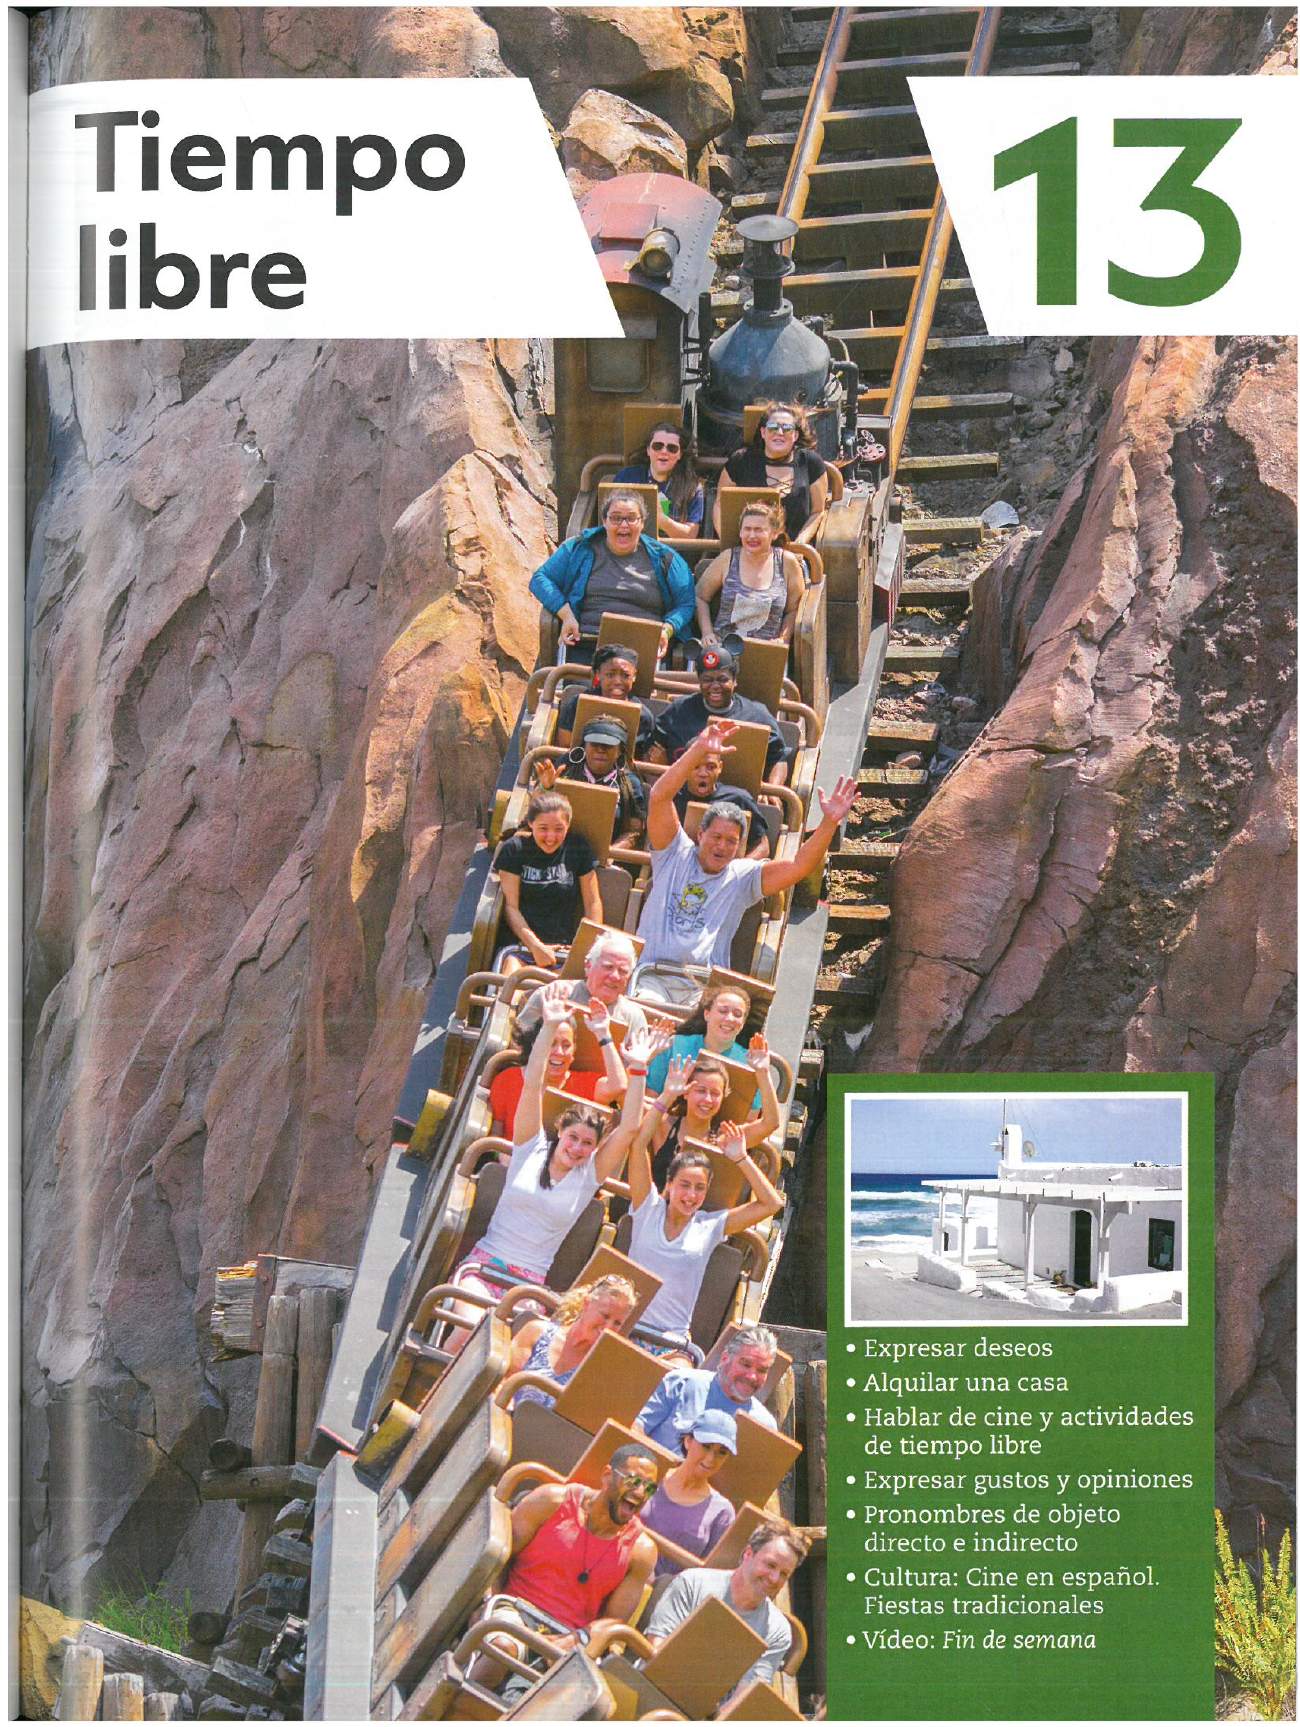 Tiempo
libre
13
• Expresar deseos
• Alquilar una casa
• Hablar de cine y actividades
de tiempo libre
• Expresar gustos y opiniones
• Pronombres de objeto
directo e indirecto
• Cultura: Cine en español.
Fiestas tradicionales
• Vídeo: Fin de semana